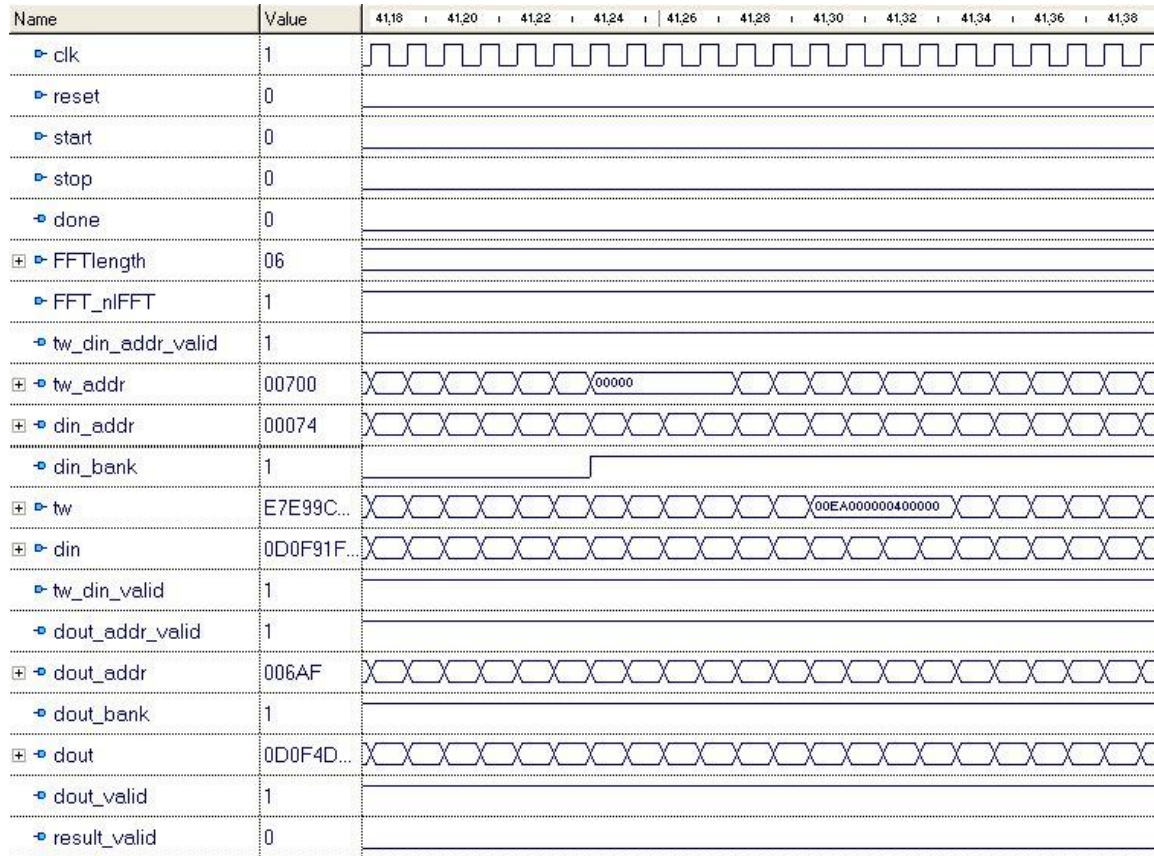 Name Value 41,18 41,20 41,22 41,24 41,26 41,28 41,30 41,32 41,34 41,36 41,38
clk 1
reset 0
start 0
stop 0
done 0
FFTlength 06
FFT_nIFFT 1
tw_din_addr_valid 1
tw_addr 00700 00000
din_addr 00074
din_bank 1
tw E7E99C... 00EA000000400000
din 0D0F91F...
tw_din_valid 1
dout_addr_valid 1
dout_addr 006AF
dout_bank 1
dout 0D0F4D...
dout_valid 1
result_valid 0